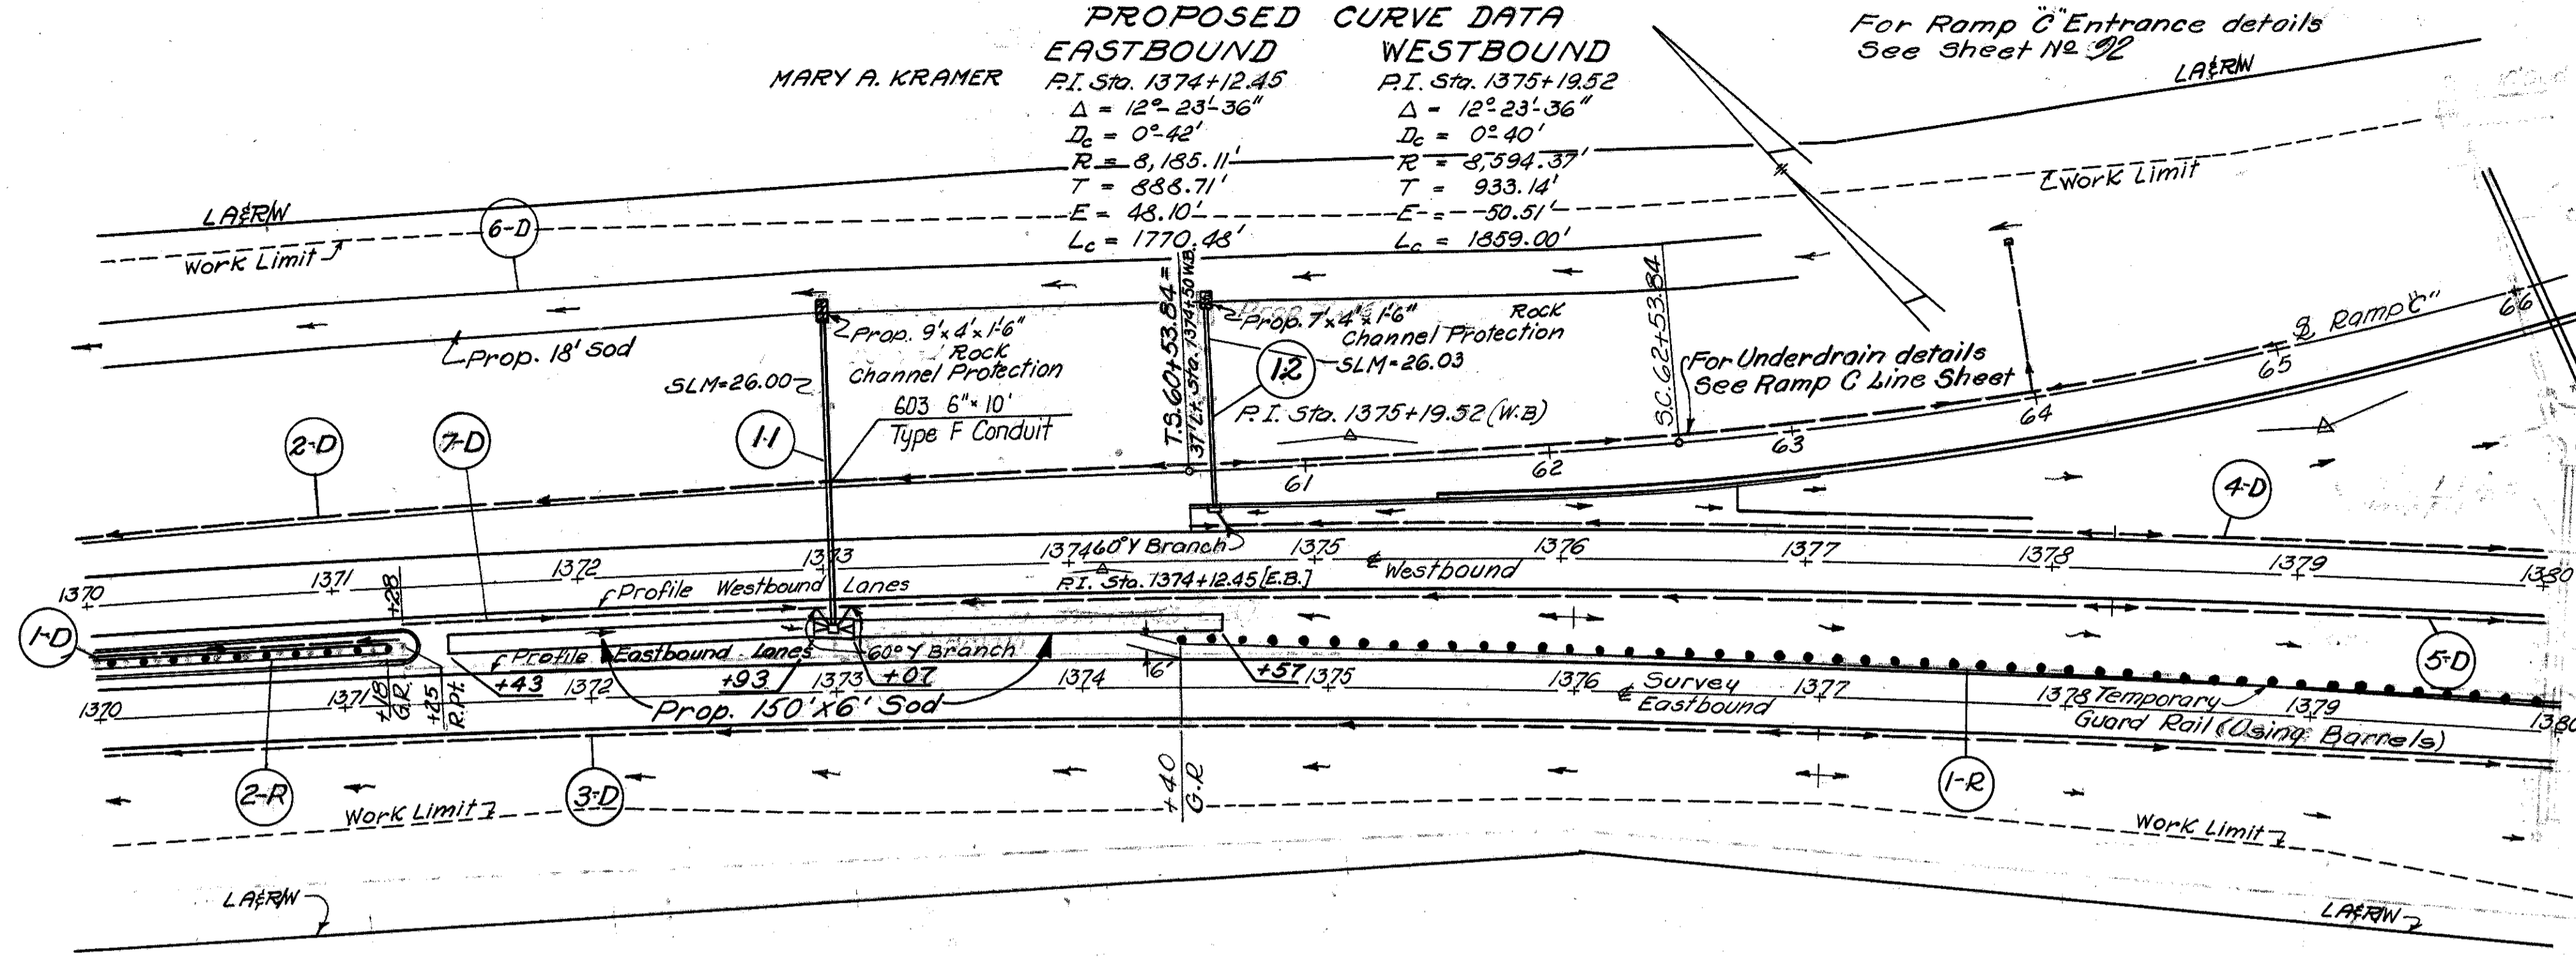 PROPOSED CURVE DATA
EASTBOUND
P.I. Sta. 1374+12.45
Δ = 12°-23'-36"
Dc = 0°-42'
R = 8,185.11'
T = 888.71'
E = 48.10'
Lc = 1770.48'
WESTBOUND
P.I. Sta. 1375+19.52
Δ = 12°-23'-36"
Dc = 0°-40'
R = 8,594.37'
T = 933.14'
E = 50.51'
Lc = 1859.00'
MARY A. KRAMER
For Ramp "C" Entrance details
See Sheet No 92
LA&R/W
LA&R/W
Work Limit
6-D
Work Limit
Prop. 18' Sod
SLM=26.00
Prop. 9'x4'x1'-6"
Rock
Channel Protection
603 6"x10'
Type F Conduit
1-1
T.S. 60+53.84=
37' Lt. Sta. 1374+50 W.B.
Prop. 7'x4'x1'-6" Rock
Channel Protection
1-2
SLM=26.03
P.I. Sta. 1375+19.52 (W.B)
S.C. 62+53.84
For Underdrain details
See Ramp C Line Sheet
Ramp "C"
61
62
63
64
65
66
2-D
7-D
4-D
1370
1371
1372
1373
1374
60° Y Branch
1375
1376
1377
1378
1379
1380
+28
Profile Westbound Lanes
P.I. Sta. 1374+12.45 [E.B.]
Westbound
1-D
Profile Eastbound Lanes
60° Y Branch
6'
5-D
+43
+93
+07
+57
1370
1371
1372
1373
1374
1375
1376
1377
1378
1379
1380
+18
G.R.
+25
R.Pt.
Prop. 150'x6' Sod
Survey
Eastbound
Temporary
Guard Rail (Using Barrels)
2-R
3-D
+40
G.R.
1-R
Work Limit
Work Limit
LA&R/W
LA&R/W